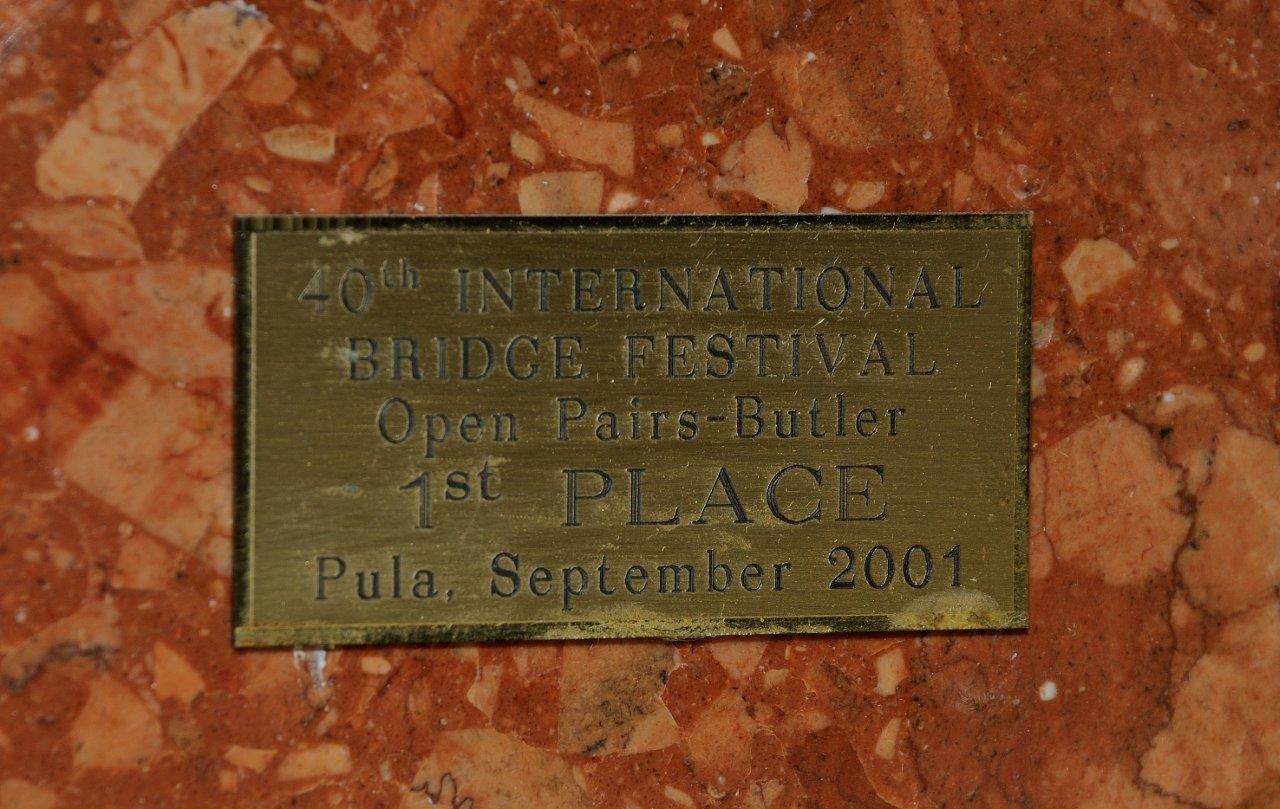 40th INTERNATIONAL
BRIDGE FESTIVAL
Open Pairs-Butler
1st PLACE
Pula, September 2001